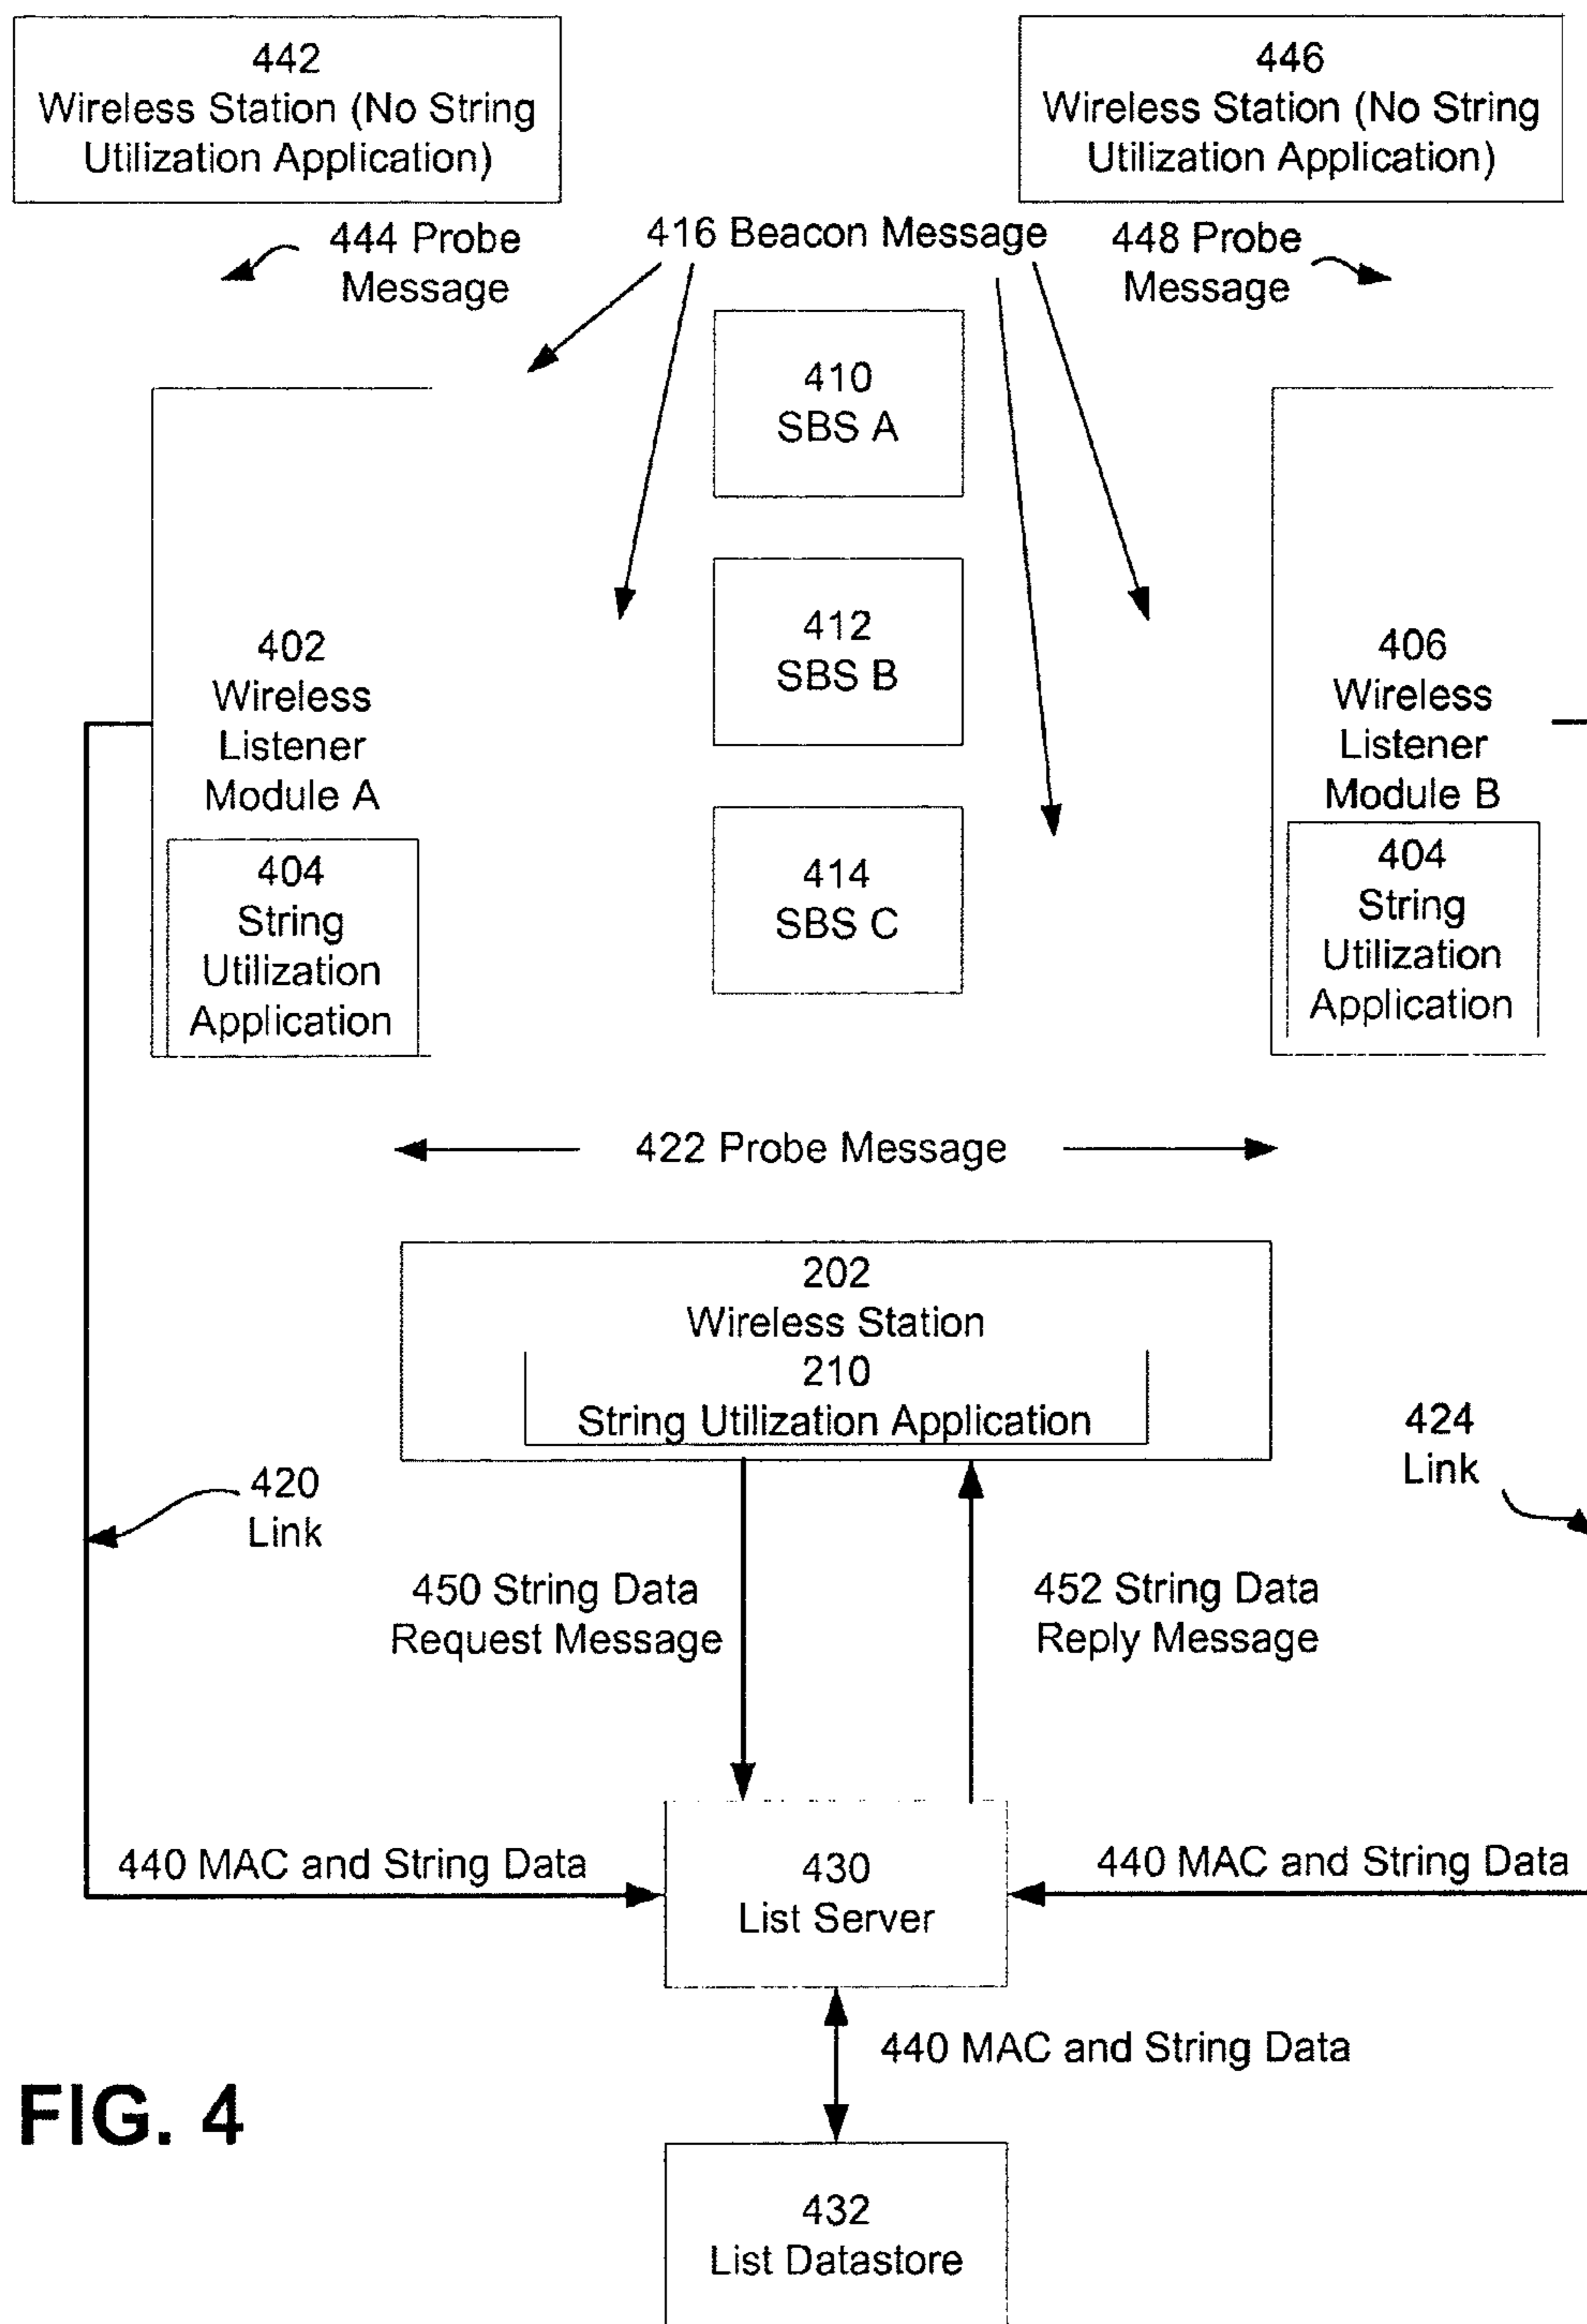 442
Wireless Station (No String
Utilization Application)
446
Wireless Station (No String
Utilization Application)
444 Probe
Message
416 Beacon Message
448 Probe
Message
410
SBS A
412
SBS B
414
SBS C
402
Wireless
Listener
Module A
404
String
Utilization
Application
406
Wireless
Listener
Module B
404
String
Utilization
Application
422 Probe Message
202
Wireless Station
210
String Utilization Application
420
Link
424
Link
450 String Data
Request Message
452 String Data
Reply Message
440 MAC and String Data
430
List Server
440 MAC and String Data
440 MAC and String Data
432
List Datastore
FIG. 4